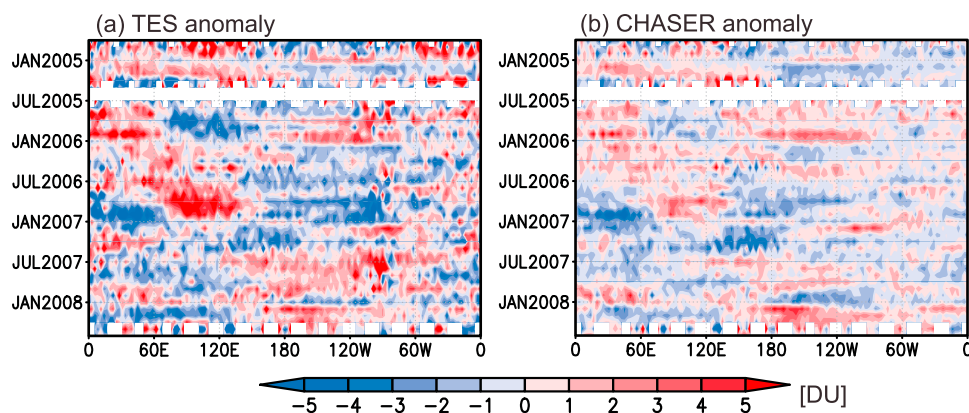 (a) TES anomaly
(b) CHASER anomaly
JAN2005
JUL2005
JAN2006
JUL2006
JAN2007
JUL2007
JAN2008
0 60E 120E 180 120W 60W 0
JAN2005
JUL2005
JAN2006
JUL2006
JAN2007
JUL2007
JAN2008
0 60E 120E 180 120W 60W 0
−5 −4 −3 −2 −1 0 1 2 3 4 5 [DU]